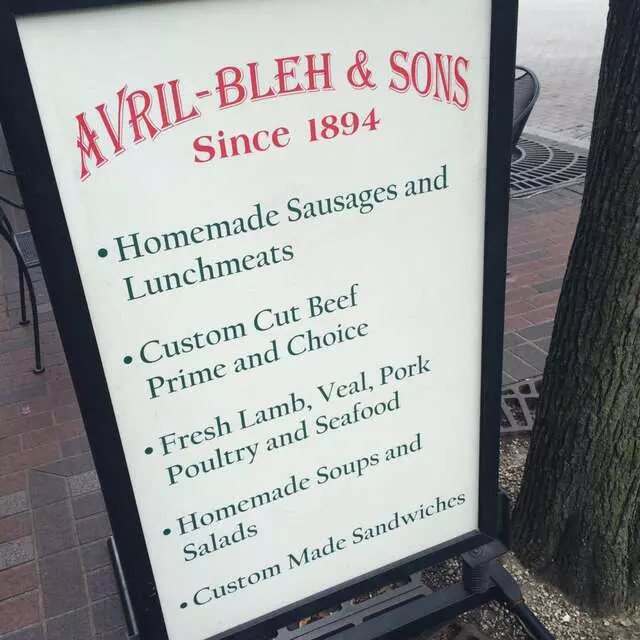 AVRIL-BLEH & SONS
Since 1894
• Homemade Sausages and
Lunchmeats
• Custom Cut Beef
Prime and Choice
• Fresh Lamb, Veal, Pork
Poultry and Seafood
• Homemade Soups and
Salads
• Custom Made Sandwiches